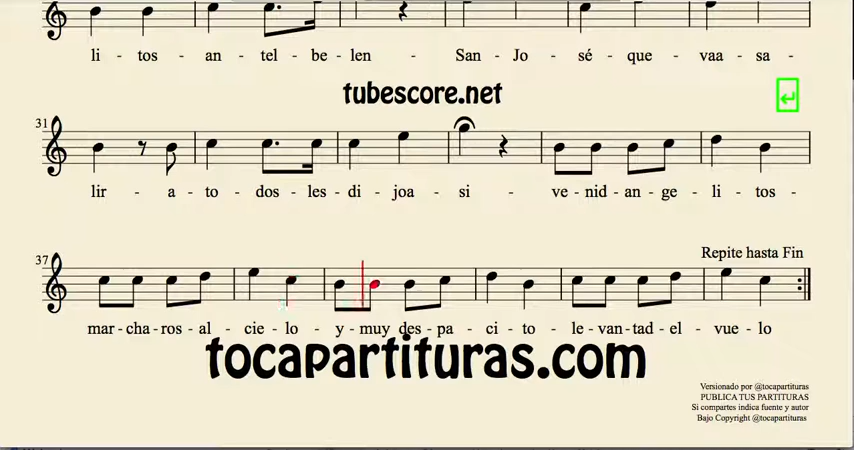 li - tos - an - tel - be - len - San - Jo - sé - que - vaa - sa -
tubescore.net
31
lir - a - to - dos - les - di - joa - si - ve - nid - an - ge - li - tos -
37
Repite hasta Fin
mar - cha - ros - al - cie - lo - y - muy des - pa - ci - to - le - van - tad - el - vue - lo
tocapartituras.com
Versionado por @tocapartituras
PUBLICA TUS PARTITURAS
Si compartes indica fuente y autor
Bajo Copyright @tocapartituras